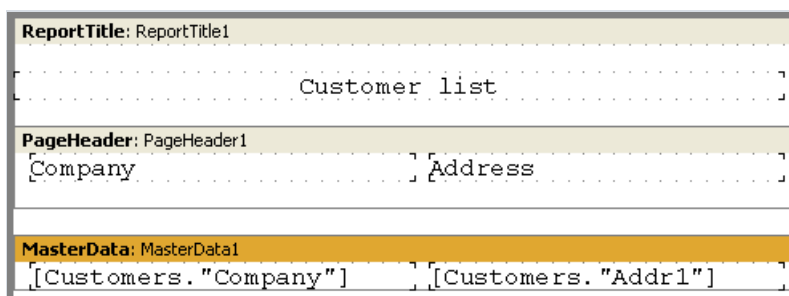 ReportTitle: ReportTitle1
Customer list
PageHeader: PageHeader1
Company Address
MasterData: MasterData1
[Customers."Company"] [Customers."Addr1"]